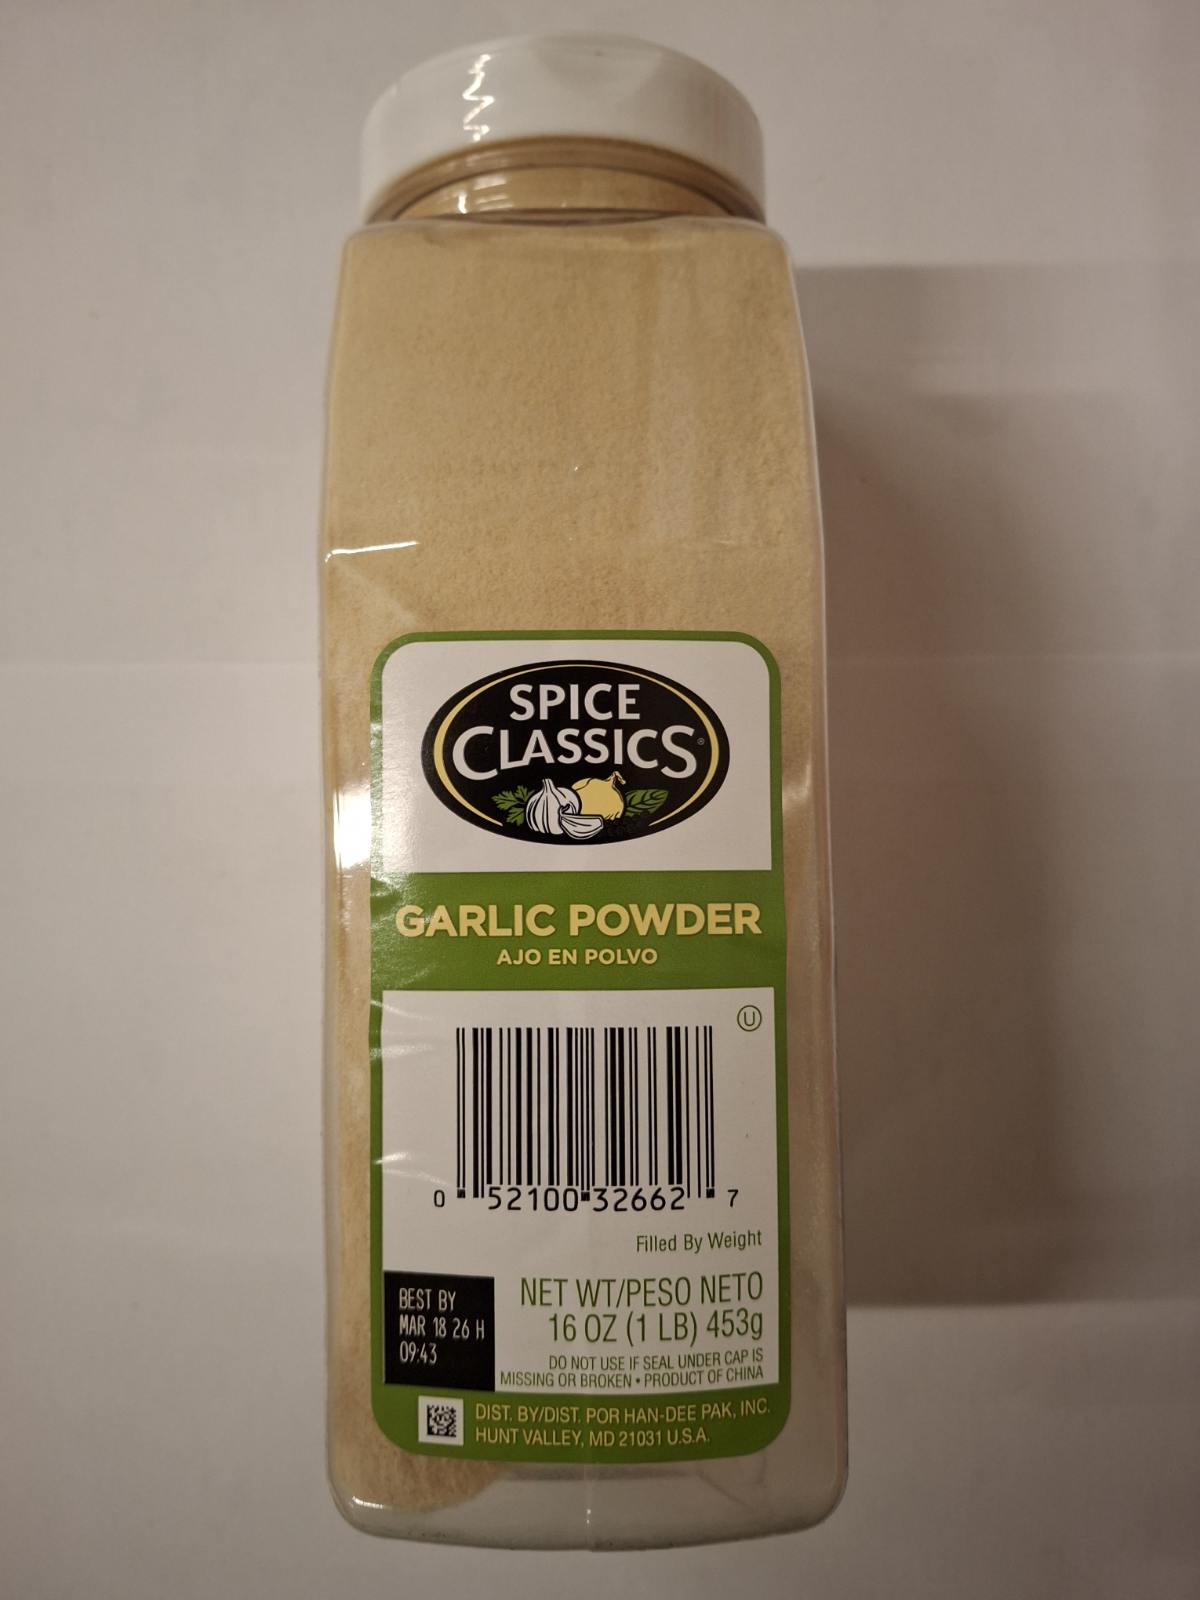 SPICE
CLASSICS®
GARLIC POWDER
AJO EN POLVO
U
0 52100 32662 7
Filled By Weight
NET WT/PESO NETO
16 OZ (1 LB) 453g
BEST BY
MAR 18 26 H
09:43
DO NOT USE IF SEAL UNDER CAP IS
MISSING OR BROKEN • PRODUCT OF CHINA
DIST. BY/DIST. POR HAN-DEE PAK, INC.
HUNT VALLEY, MD 21031 U.S.A.